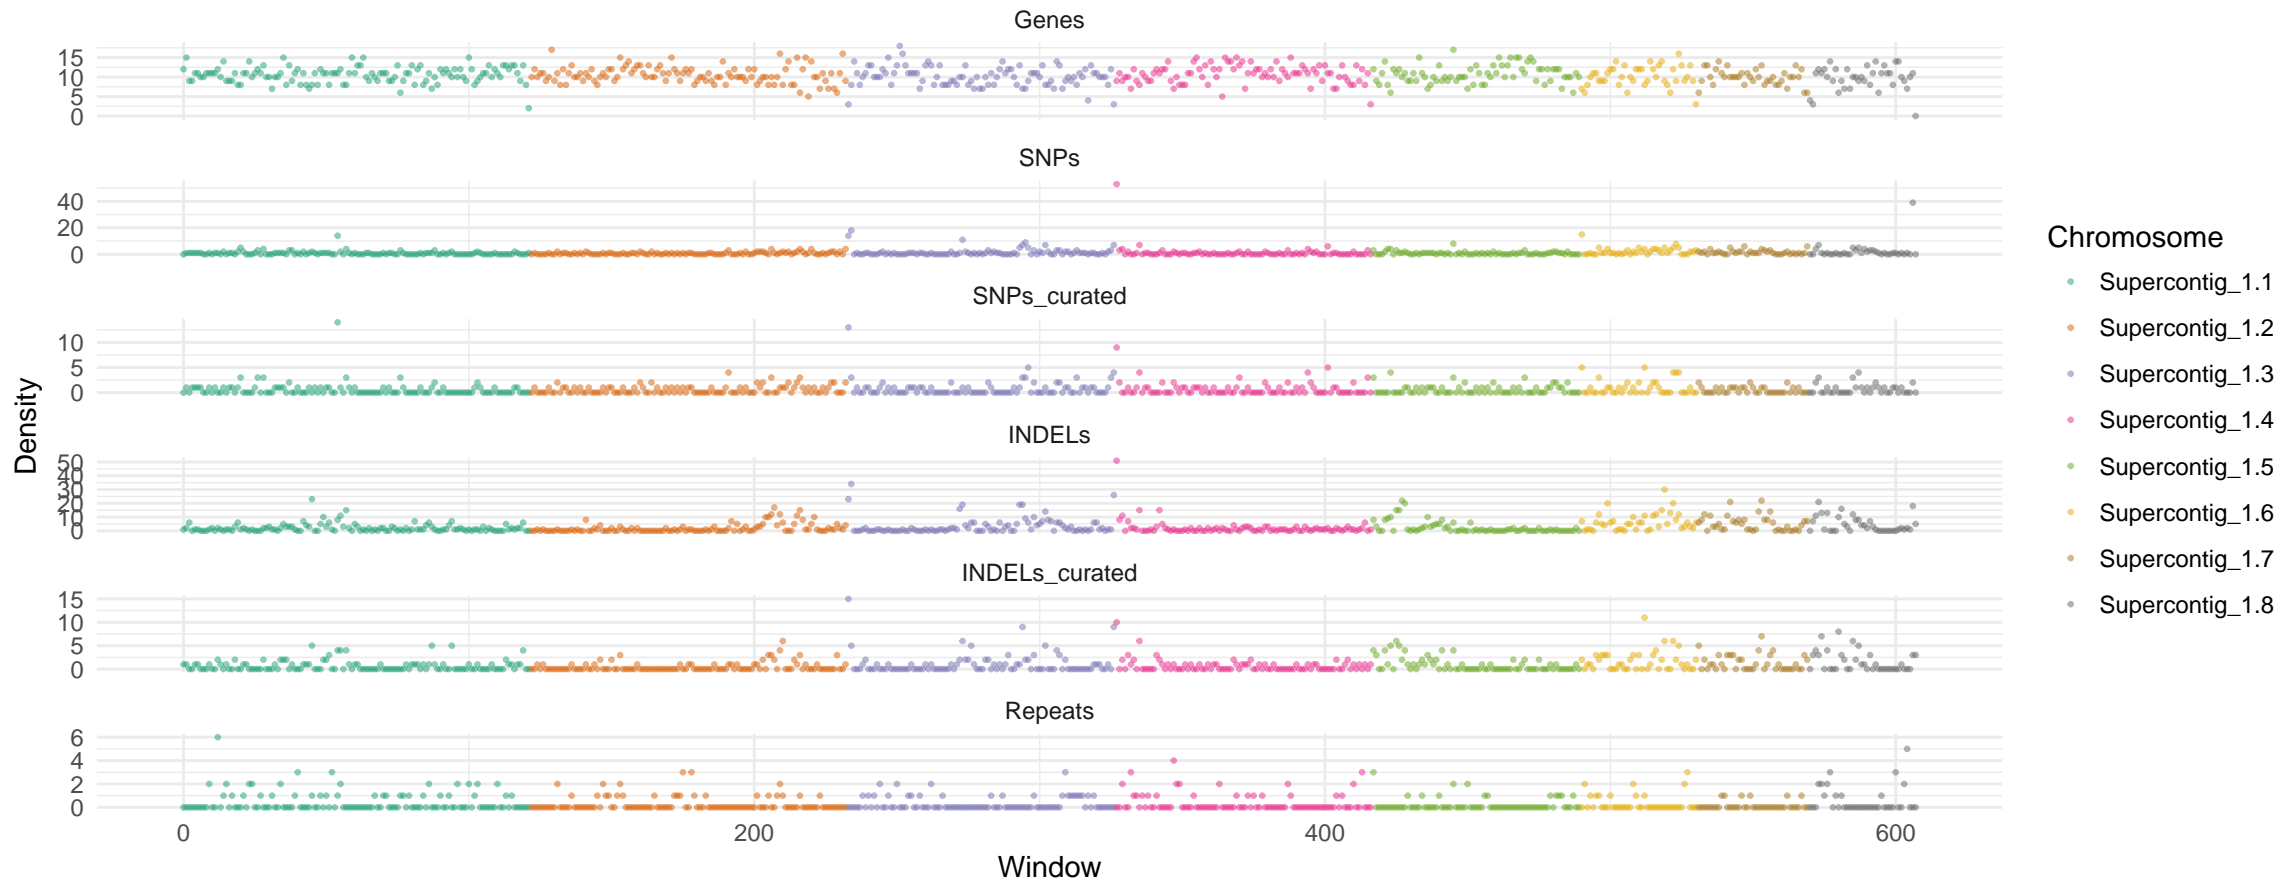 Genes
15
10
5
0
SNPs
40
20
0
SNPs_curated
10
5
0
INDELs
50
40
30
20
10
0
INDELs_curated
15
10
5
0
Repeats
6
4
2
0
0 200 400 600
Window
Density
Chromosome
Supercontig_1.1
Supercontig_1.2
Supercontig_1.3
Supercontig_1.4
Supercontig_1.5
Supercontig_1.6
Supercontig_1.7
Supercontig_1.8